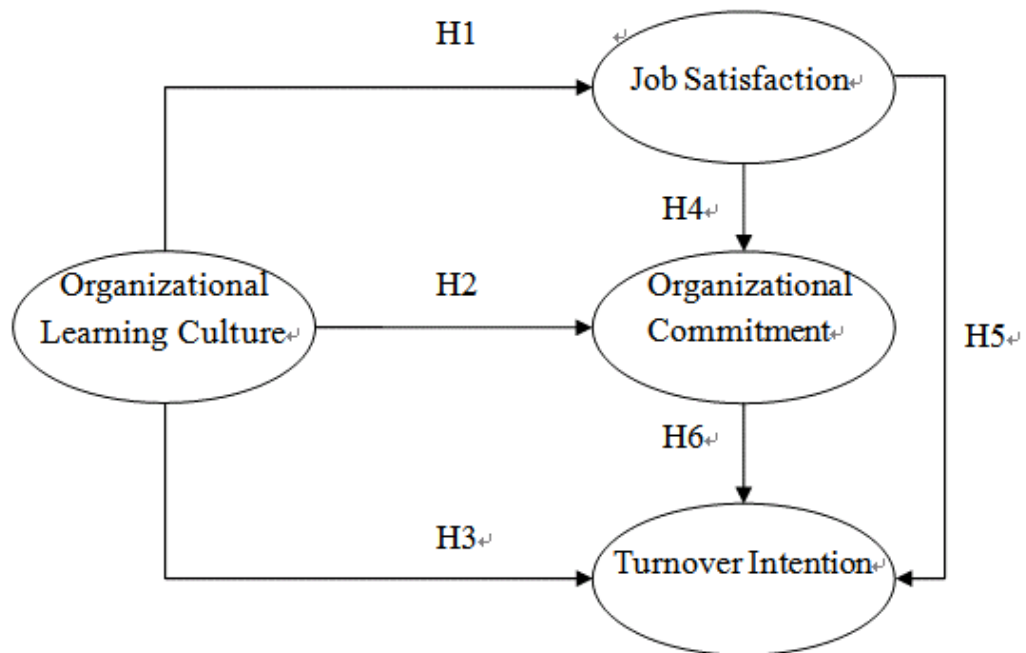 H1
Job Satisfaction
H4
Organizational
Learning Culture
H2
Organizational
Commitment
H5
H6
H3
Turnover Intention